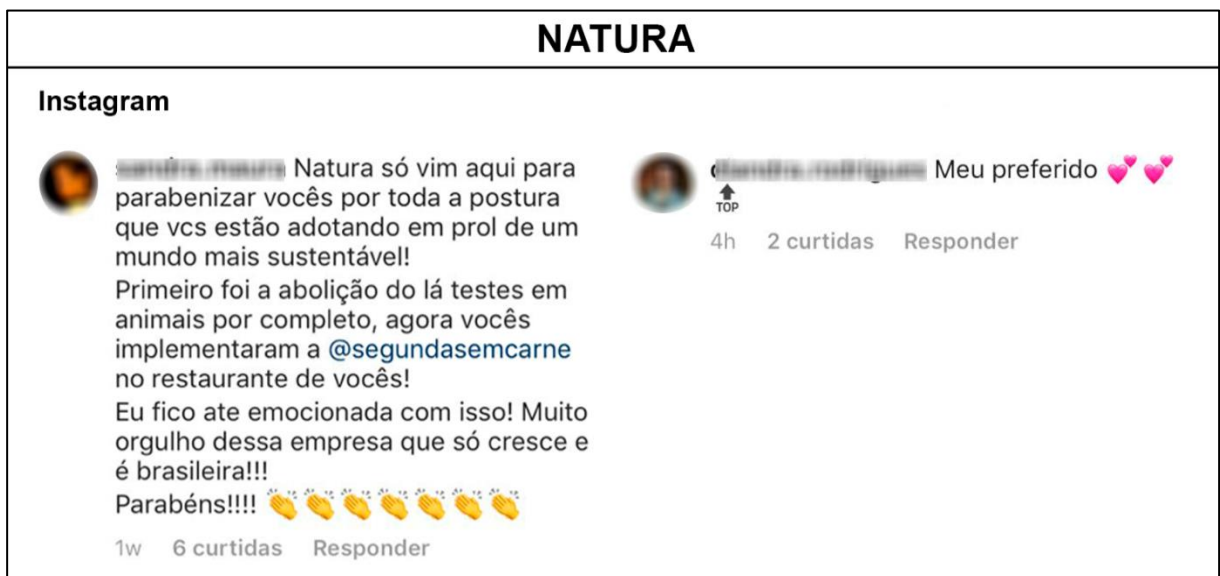 NATURA
Instagram
Natura só vim aqui para
parabenizar vocês por toda a postura
que vcs estão adotando em prol de um
mundo mais sustentável!
Primeiro foi a abolição do lá testes em
animais por completo, agora vocês
implementaram a @segundasemcarne
no restaurante de vocês!
Eu fico ate emocionada com isso! Muito
orgulho dessa empresa que só cresce e
é brasileira!!!
Parabéns!!!! 👏👏👏👏👏👏👏
1w 6 curtidas Responder
Meu preferido 💕 💕
🔝
4h 2 curtidas Responder